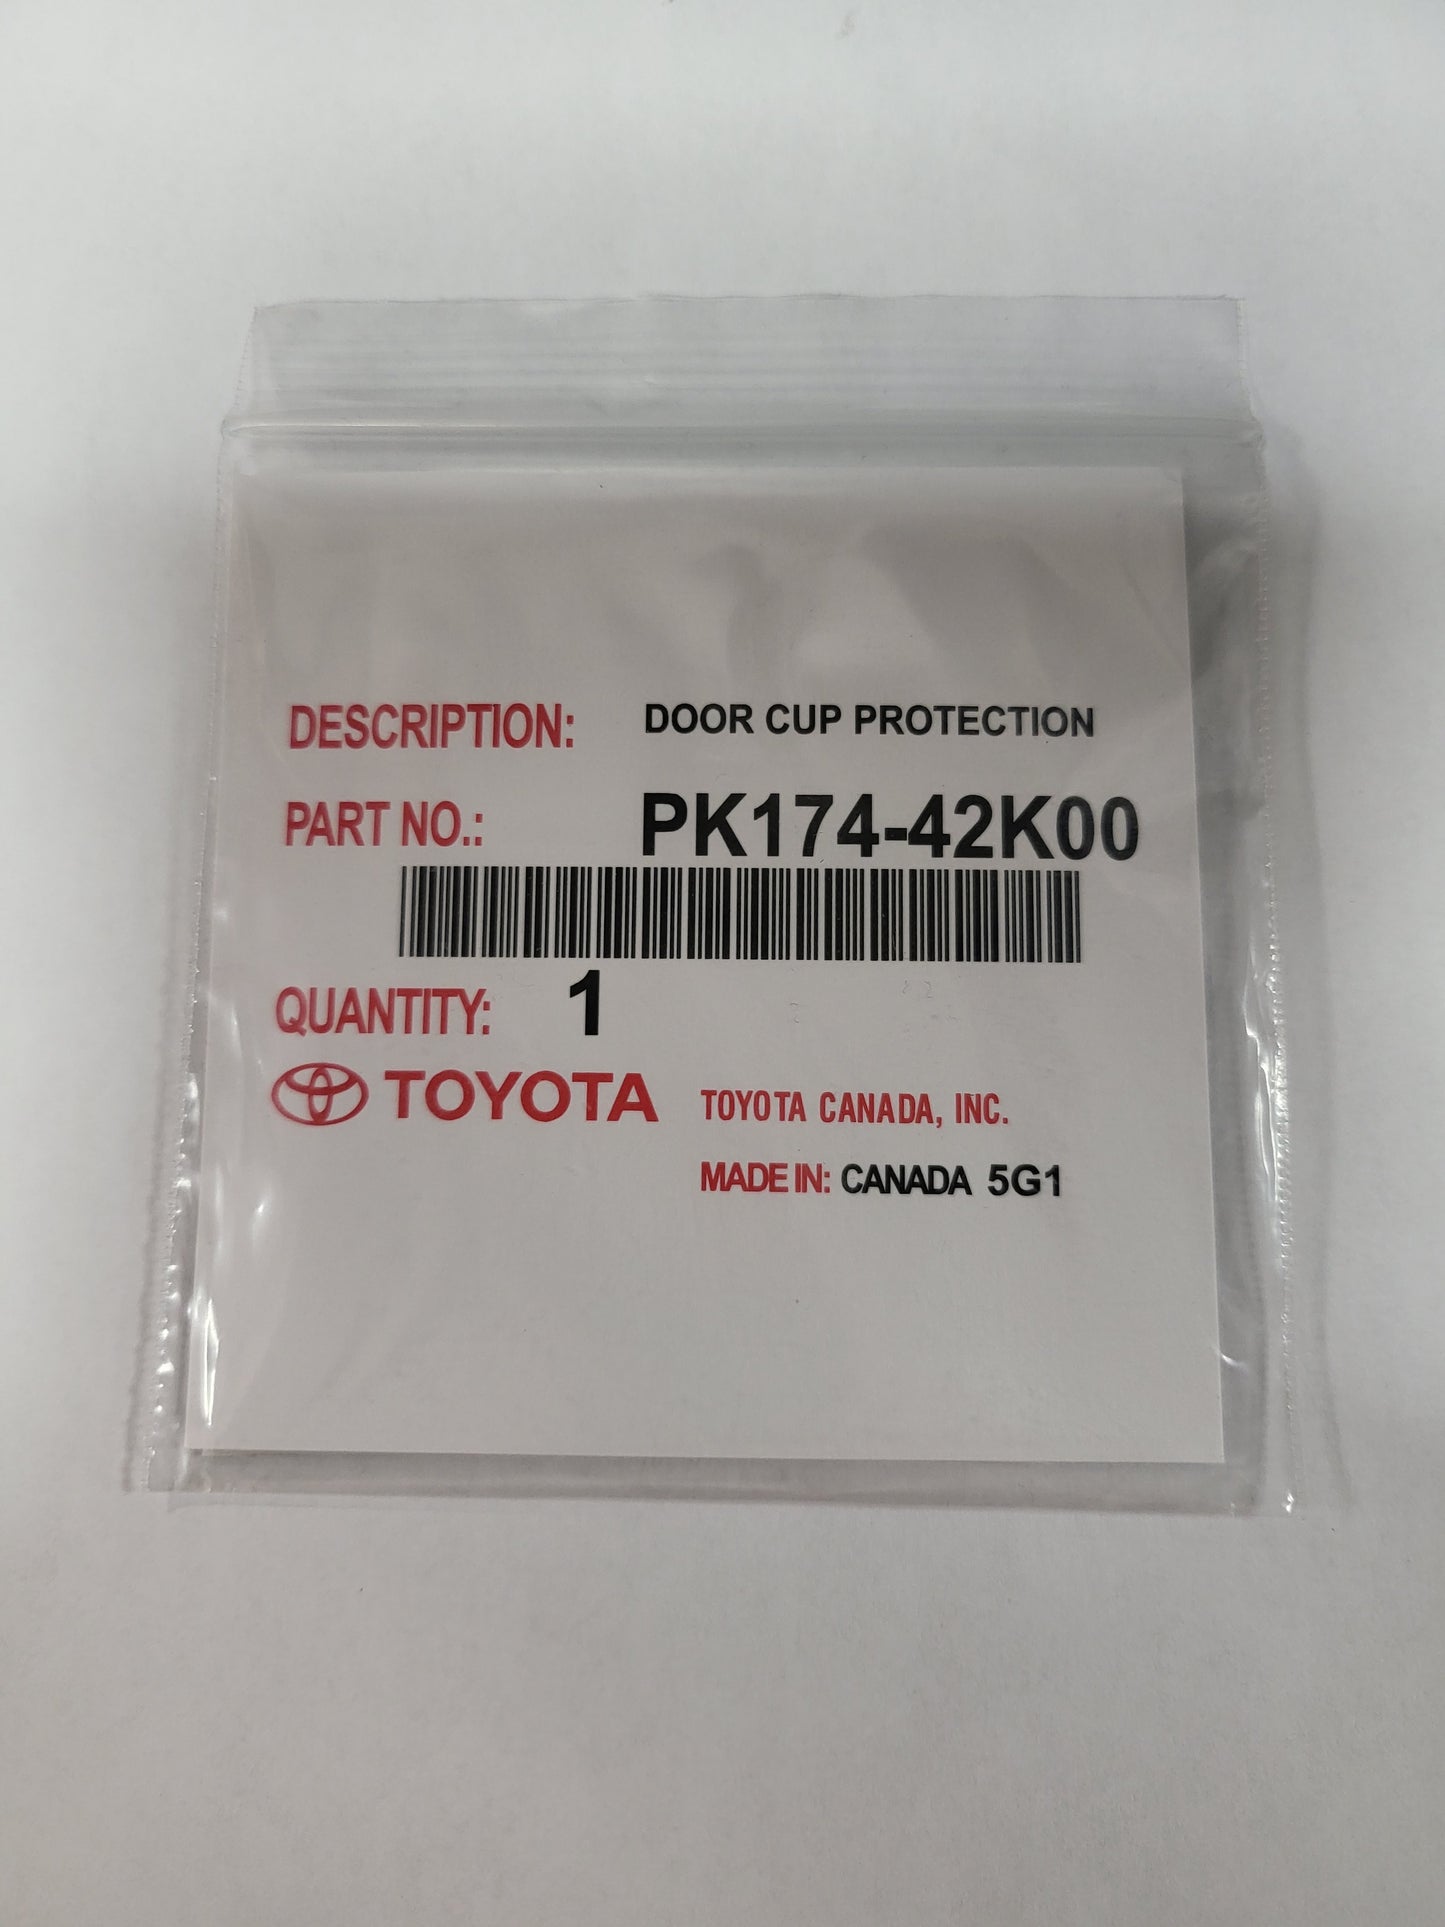 DESCRIPTION: DOOR CUP PROTECTION
PART NO.: PK174-42K00
QUANTITY: 1
TOYOTA TOYOTA CANADA, INC.
MADE IN: CANADA 5G1